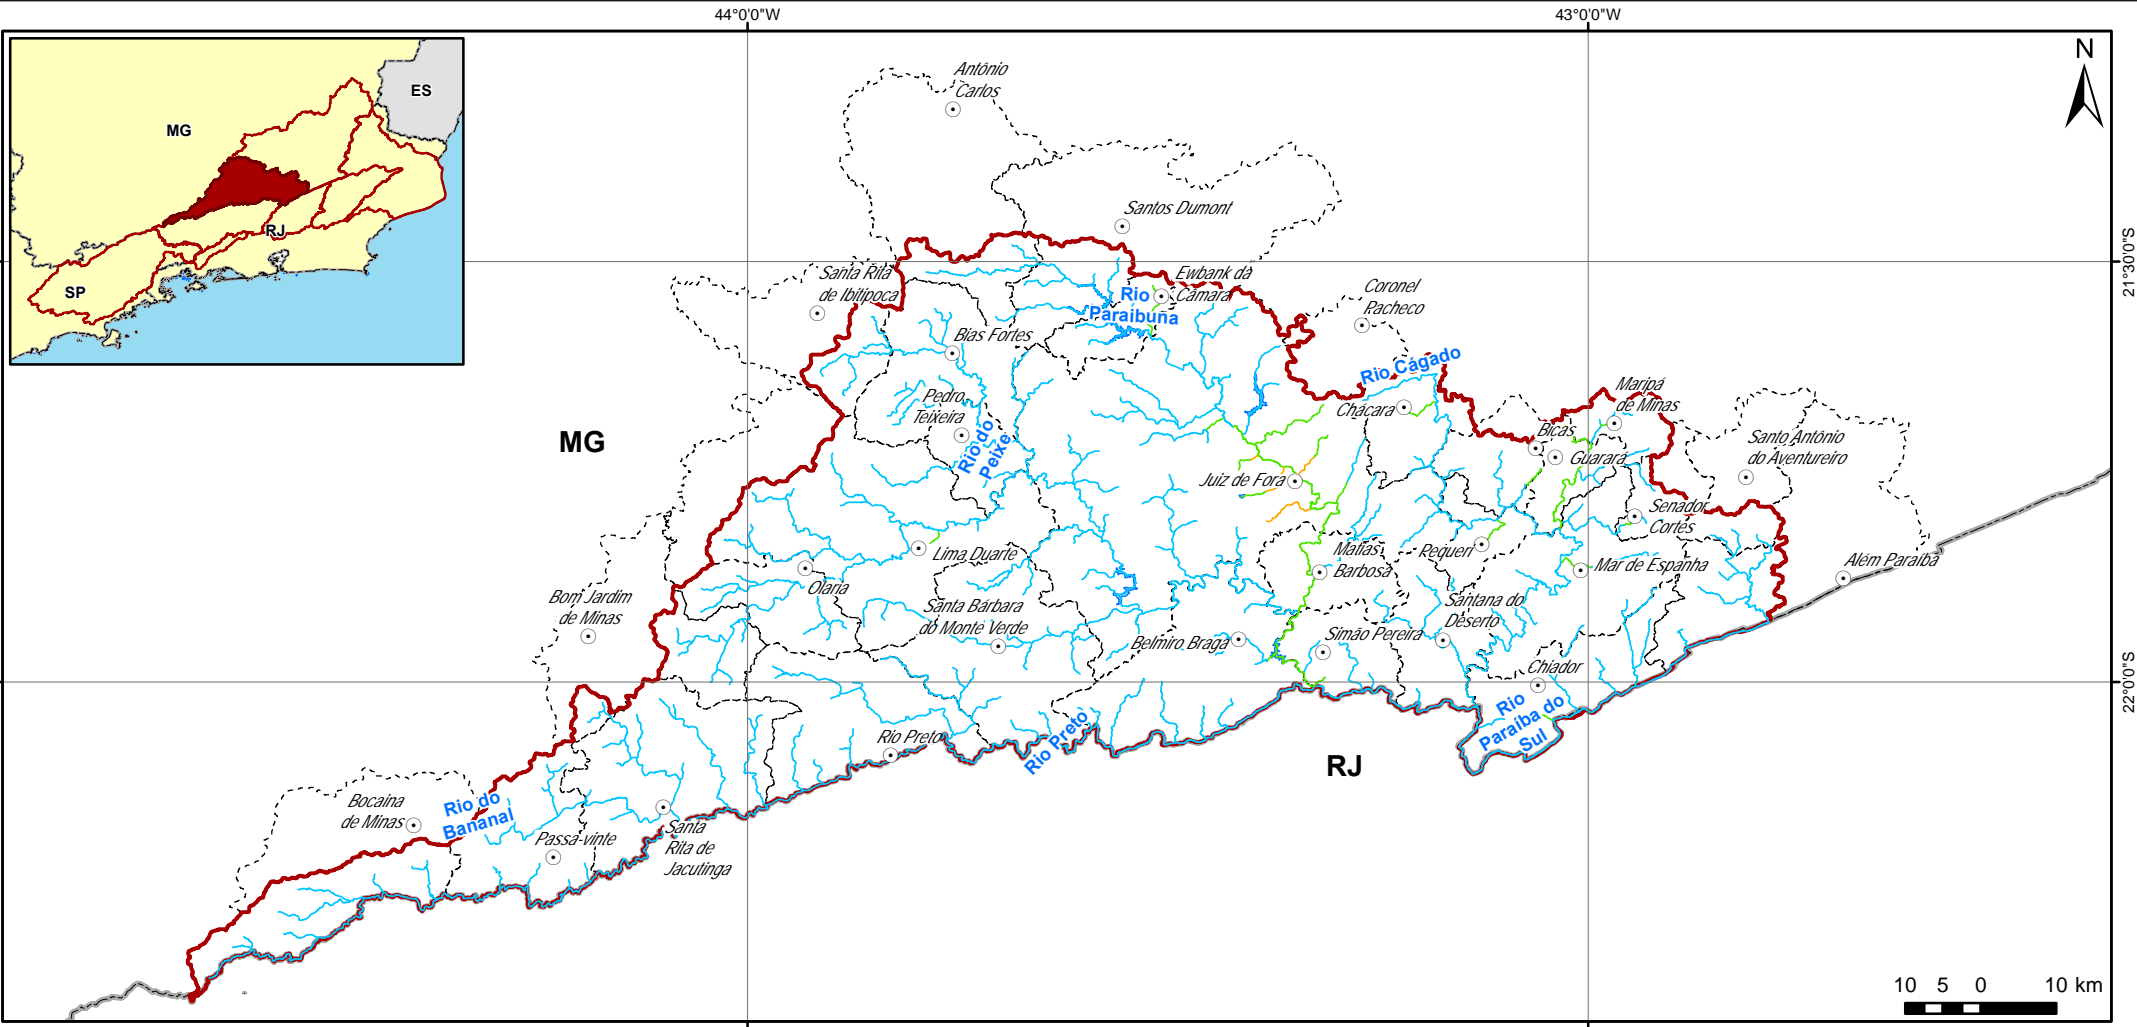 44°0'0"W
43°0'0"W
N
ES
MG
RJ
SP
21°30'0"S
22°0'0"S
Antônio
Carlos
Santos Dumont
Santa Rita
de Ibitipoca
Ewbank da
Câmara
Rio
Paraibuna
Coronel
Pacheco
Bias Fortes
Rio Cágado
Pedro
Teixeira
Chácara
Maripá
de Minas
Rio do
Peixe
Bicas
Guarará
Santo Antônio
do Aventureiro
MG
Juiz de Fora
Senador
Cortes
Lima Duarte
Matias
Barbosa
Pequeri
Mar de Espanha
Além Paraíba
Olaria
Bom Jardim
de Minas
Santa Bárbara
do Monte Verde
Santana do
Deserto
Belmiro Braga
Simão Pereira
Chiador
Rio
Paraíba do
Sul
Rio Preto
Rio Preto
RJ
Bocaina
de Minas
Rio do
Bananal
Passa-vinte
Santa
Rita de
Jacutinga
10 5 0 10 km